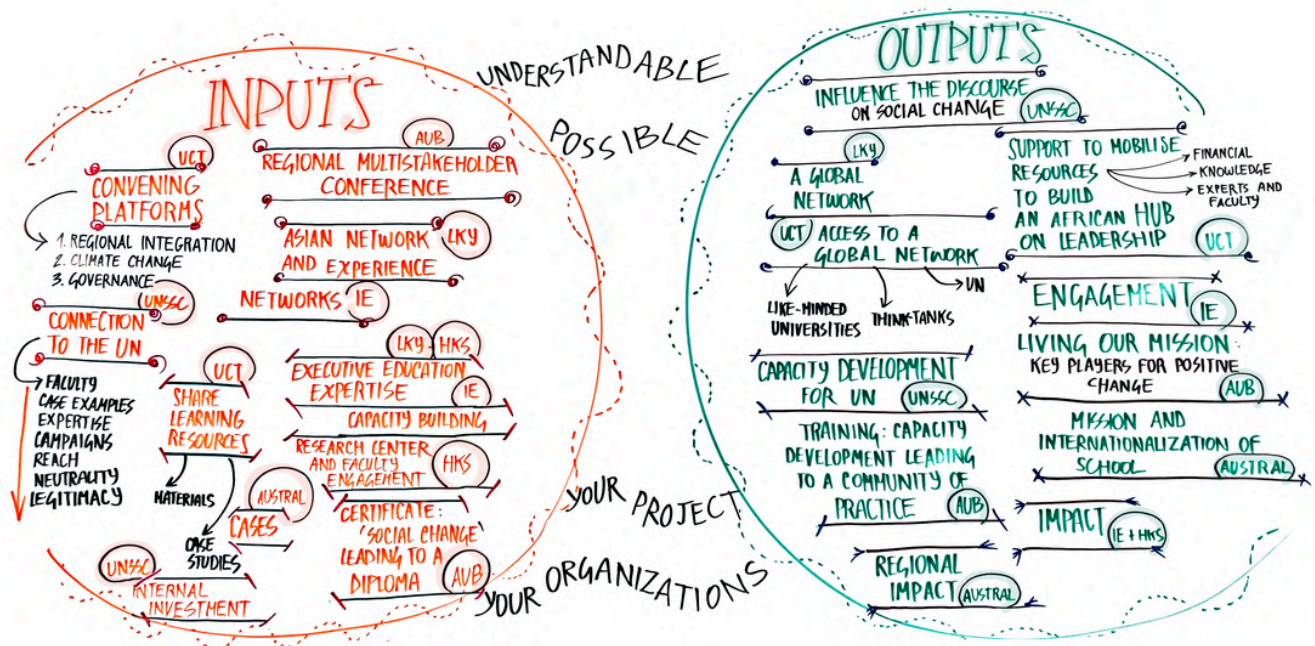 INPUTS
UCT
CONVENING
PLATFORMS
1. REGIONAL INTEGRATION
2. CLIMATE CHANGE
3. GOVERNANCE
UNSSC
CONNECTION
TO THE UN
FACULTY
CASE EXAMPLES
EXPERTISE
CAMPAIGNS
REACH
NEUTRALITY
LEGITIMACY
UCT
SHARE
LEARNING
RESOURCES
MATERIALS
CASE
STUDIES
AUSTRAL
CASES
UNSSC
INTERNAL
INVESTMENT
AUB
REGIONAL MULTISTAKEHOLDER
CONFERENCE
ASIAN NETWORK
AND EXPERIENCE
LKY
NETWORKS IE
LKY HKS
EXECUTIVE EDUCATION
EXPERTISE IE
CAPACITY BUILDING
RESEARCH CENTER
AND FACULTY
ENGAGEMENT
HKS
CERTIFICATE:
'SOCIAL CHANGE'
LEADING TO A
DIPLOMA AUB
UNDERSTANDABLE
POSSIBLE
YOUR PROJECT
YOUR ORGANIZATIONS
OUTPUTS
INFLUENCE THE DISCOURSE
ON SOCIAL CHANGE UNSSC
LKY
A GLOBAL
NETWORK
UCT ACCESS TO A
GLOBAL NETWORK
LIKE-MINDED
UNIVERSITIES
THINK-TANKS
UN
CAPACITY DEVELOPMENT
FOR UN UNSSC
TRAINING: CAPACITY
DEVELOPMENT LEADING
TO A COMMUNITY OF
PRACTICE AUB
REGIONAL
IMPACT AUSTRAL
SUPPORT TO MOBILISE
RESOURCES
TO BUILD
AN AFRICAN HUB
ON LEADERSHIP UCT
FINANCIAL
KNOWLEDGE
EXPERTS AND
FACULTY
ENGAGEMENT IE
LIVING OUR MISSION:
KEY PLAYERS FOR POSITIVE
CHANGE AUB
MISSION AND
INTERNATIONALIZATION OF
SCHOOL AUSTRAL
IMPACT IE + HKS